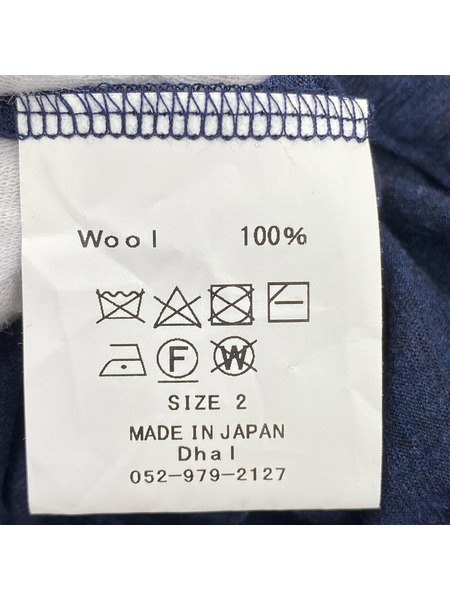 Wool 100%
F W
SIZE 2
MADE IN JAPAN
Dhal
052-979-2127